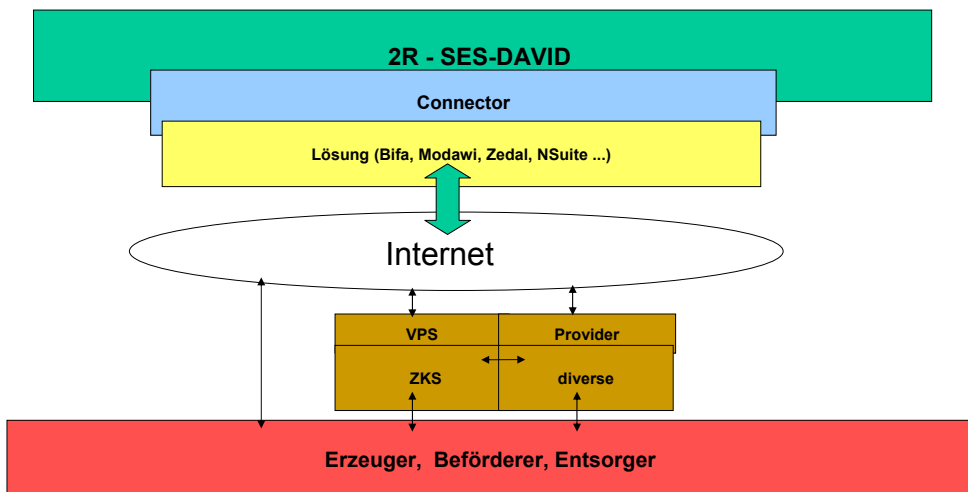 2R - SES-DAVID
Connector
Lösung (Bifa, Modawi, Zedal, NSuite ...)
Internet
VPS
Provider
ZKS
diverse
Erzeuger, Beförderer, Entsorger